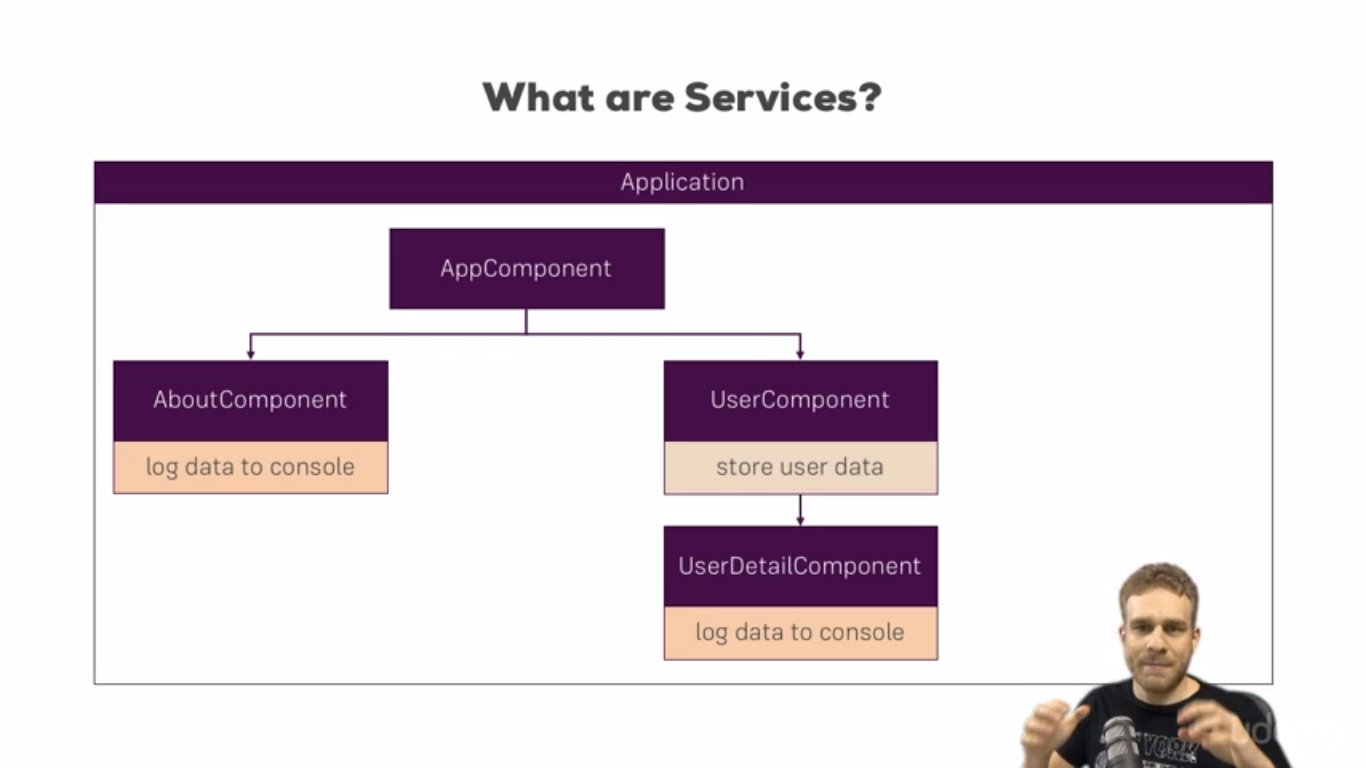 What are Services?
Application
AppComponent
AboutComponent
UserComponent
log data to console
store user data
UserDetailComponent
log data to console
YORK